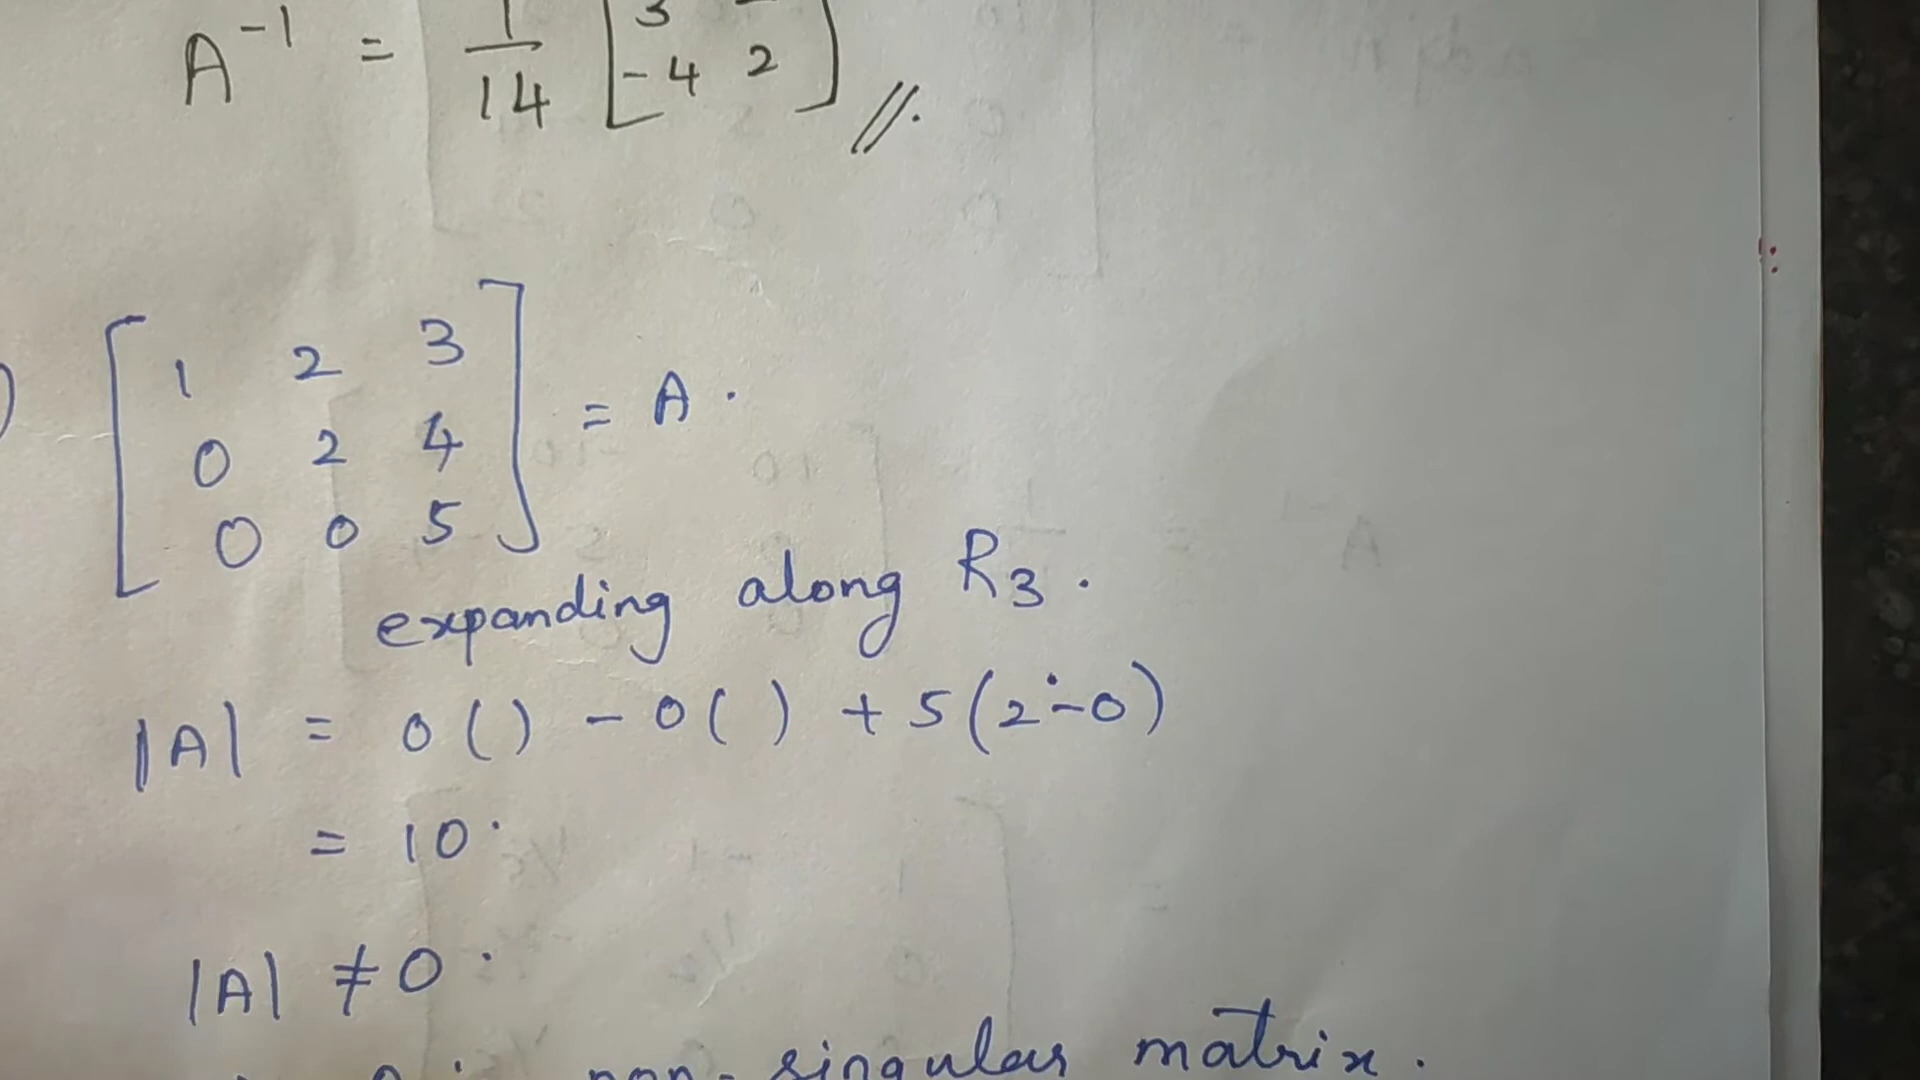 A⁻¹ = 1/14 [3
-4 2] //.
) [1 2 3
0 2 4
0 0 5] = A.
expanding along R₃.
|A| = 0( ) - 0( ) + 5(2-0)
= 10.
|A| ≠ 0.
non-singular matrix.